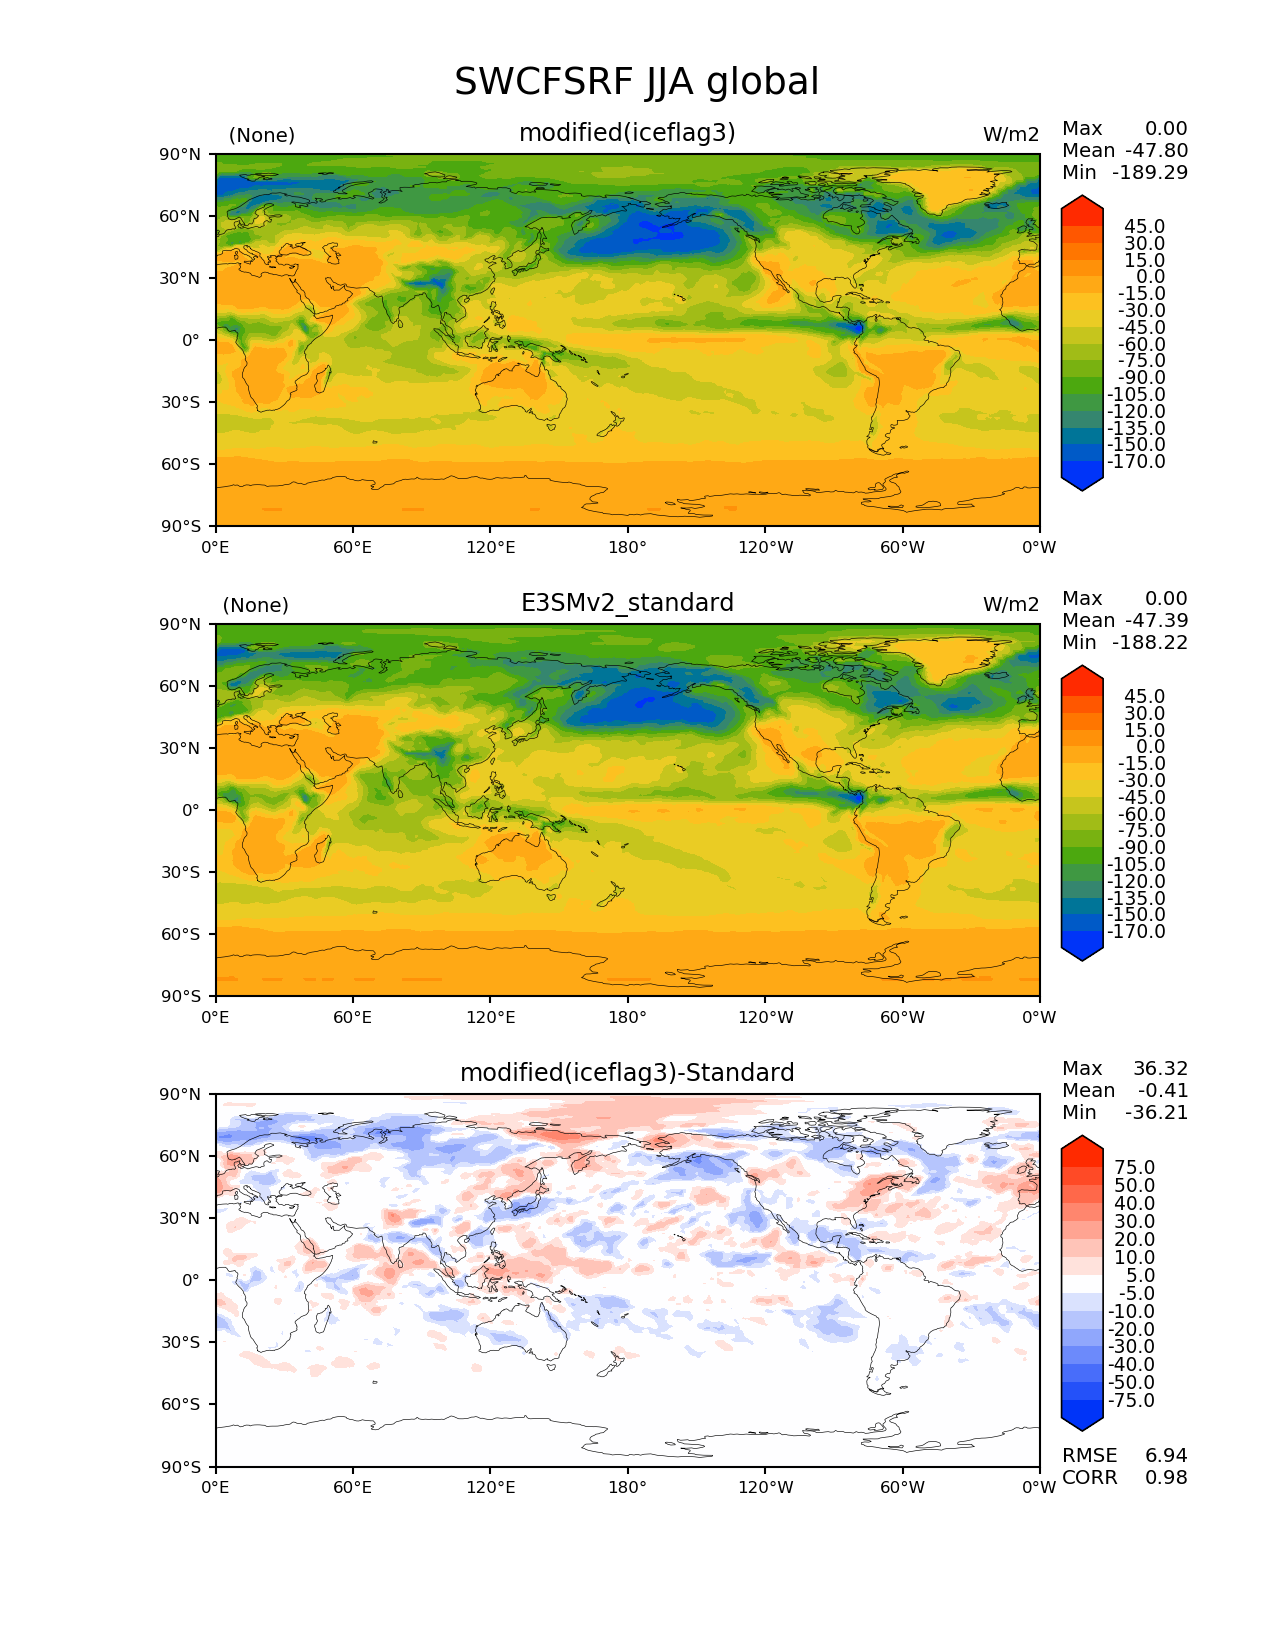 SWCFSRF JJA global
(None) modified(iceflag3) W/m2
Max 0.00
Mean -47.80
Min -189.29
90°N
60°N
30°N
0°
30°S
60°S
90°S
0°E 60°E 120°E 180° 120°W 60°W 0°W
45.0
30.0
15.0
0.0
-15.0
-30.0
-45.0
-60.0
-75.0
-90.0
-105.0
-120.0
-135.0
-150.0
-170.0
(None) E3SMv2_standard W/m2
Max 0.00
Mean -47.39
Min -188.22
90°N
60°N
30°N
0°
30°S
60°S
90°S
0°E 60°E 120°E 180° 120°W 60°W 0°W
45.0
30.0
15.0
0.0
-15.0
-30.0
-45.0
-60.0
-75.0
-90.0
-105.0
-120.0
-135.0
-150.0
-170.0
modified(iceflag3)-Standard
Max 36.32
Mean -0.41
Min -36.21
90°N
60°N
30°N
0°
30°S
60°S
90°S
0°E 60°E 120°E 180° 120°W 60°W 0°W
75.0
50.0
40.0
30.0
20.0
10.0
5.0
-5.0
-10.0
-20.0
-30.0
-40.0
-50.0
-75.0
RMSE 6.94
CORR 0.98